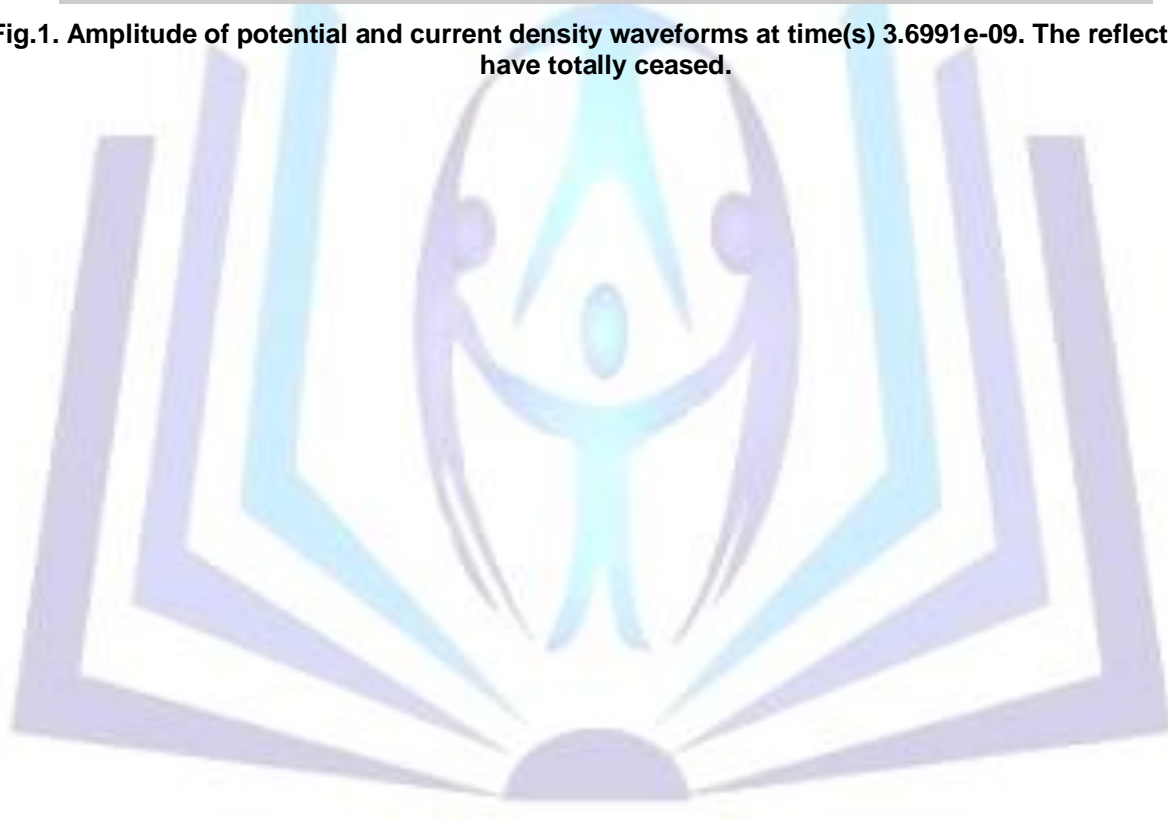 Fig.1. Amplitude of potential and current density waveforms at time(s) 3.6991e-09. The reflect
have totally ceased.